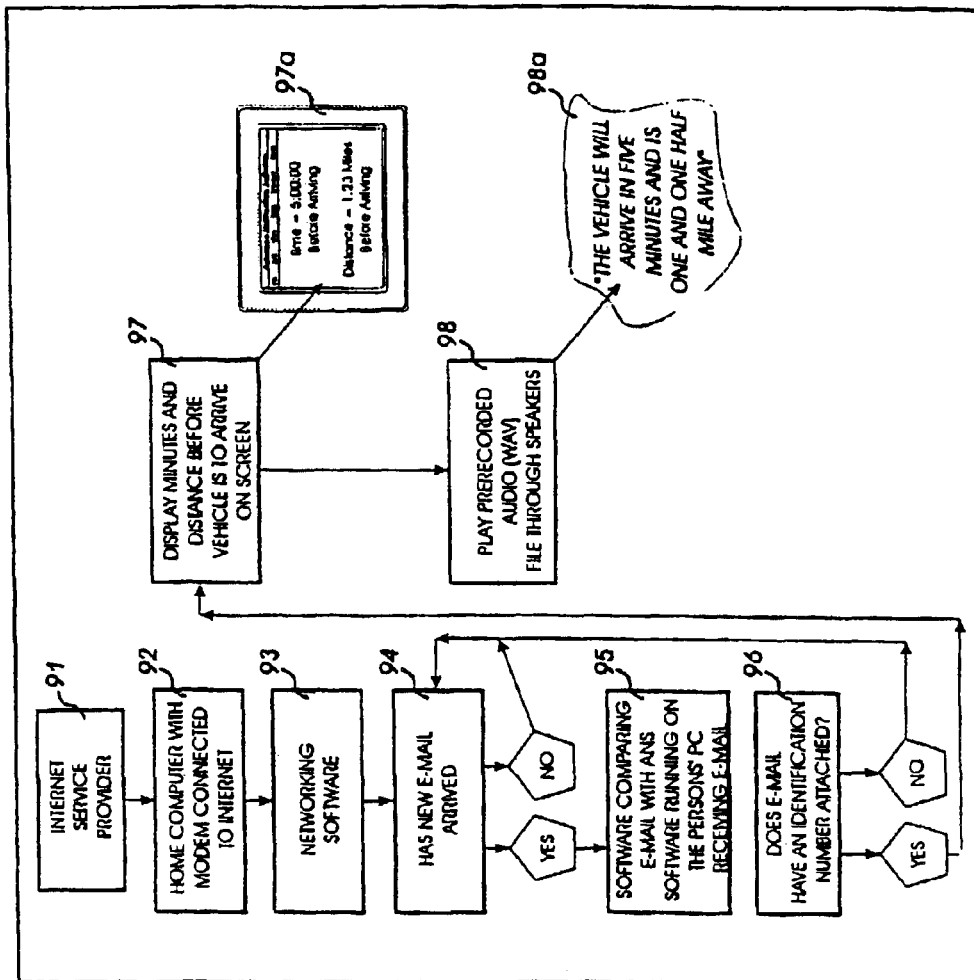 91
INTERNET
SERVICE
PROVIDER
92
HOME COMPUTER WITH
MODEM CONNECTED
TO INTERNET
93
NETWORKING
SOFTWARE
94
HAS NEW E-MAIL
ARRIVED
YES
NO
95
SOFTWARE COMPARING
E-MAIL WITH ANS
SOFTWARE RUNNING ON
THE PERSONS' PC
RECEIVING E-MAIL
96
DOES E-MAIL
HAVE AN IDENTIFICATION
NUMBER ATTACHED?
YES
NO
97
DISPLAY MINUTES AND
DISTANCE BEFORE
VEHICLE IS TO ARRIVE
ON SCREEN
97a
Time = 5:00:00
Before Arriving
Distance = 1.23 Miles
Before Arriving
98
PLAY PRERECORDED
AUDIO (WAV)
FILE THROUGH SPEAKERS
98a
"THE VEHICLE WILL
ARRIVE IN FIVE
MINUTES AND IS
ONE AND ONE HALF
MILE AWAY"